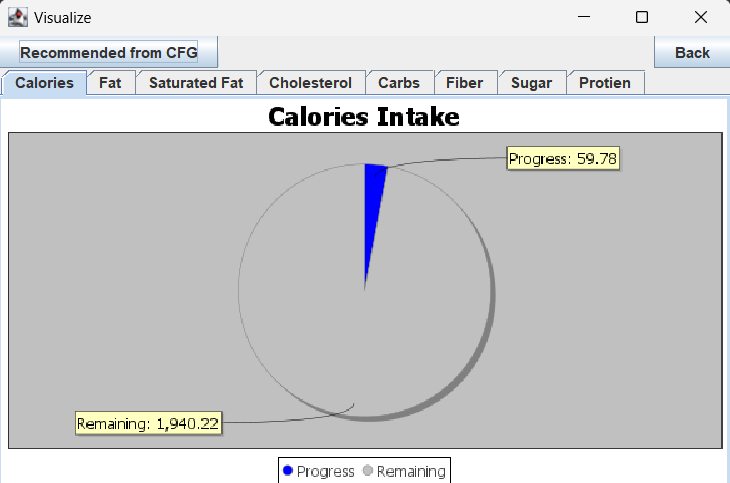 Visualize
Recommended from CFG
Back
Calories
Fat
Saturated Fat
Cholesterol
Carbs
Fiber
Sugar
Protien
Calories Intake
Progress: 59.78
Remaining: 1,940.22
Progress
Remaining